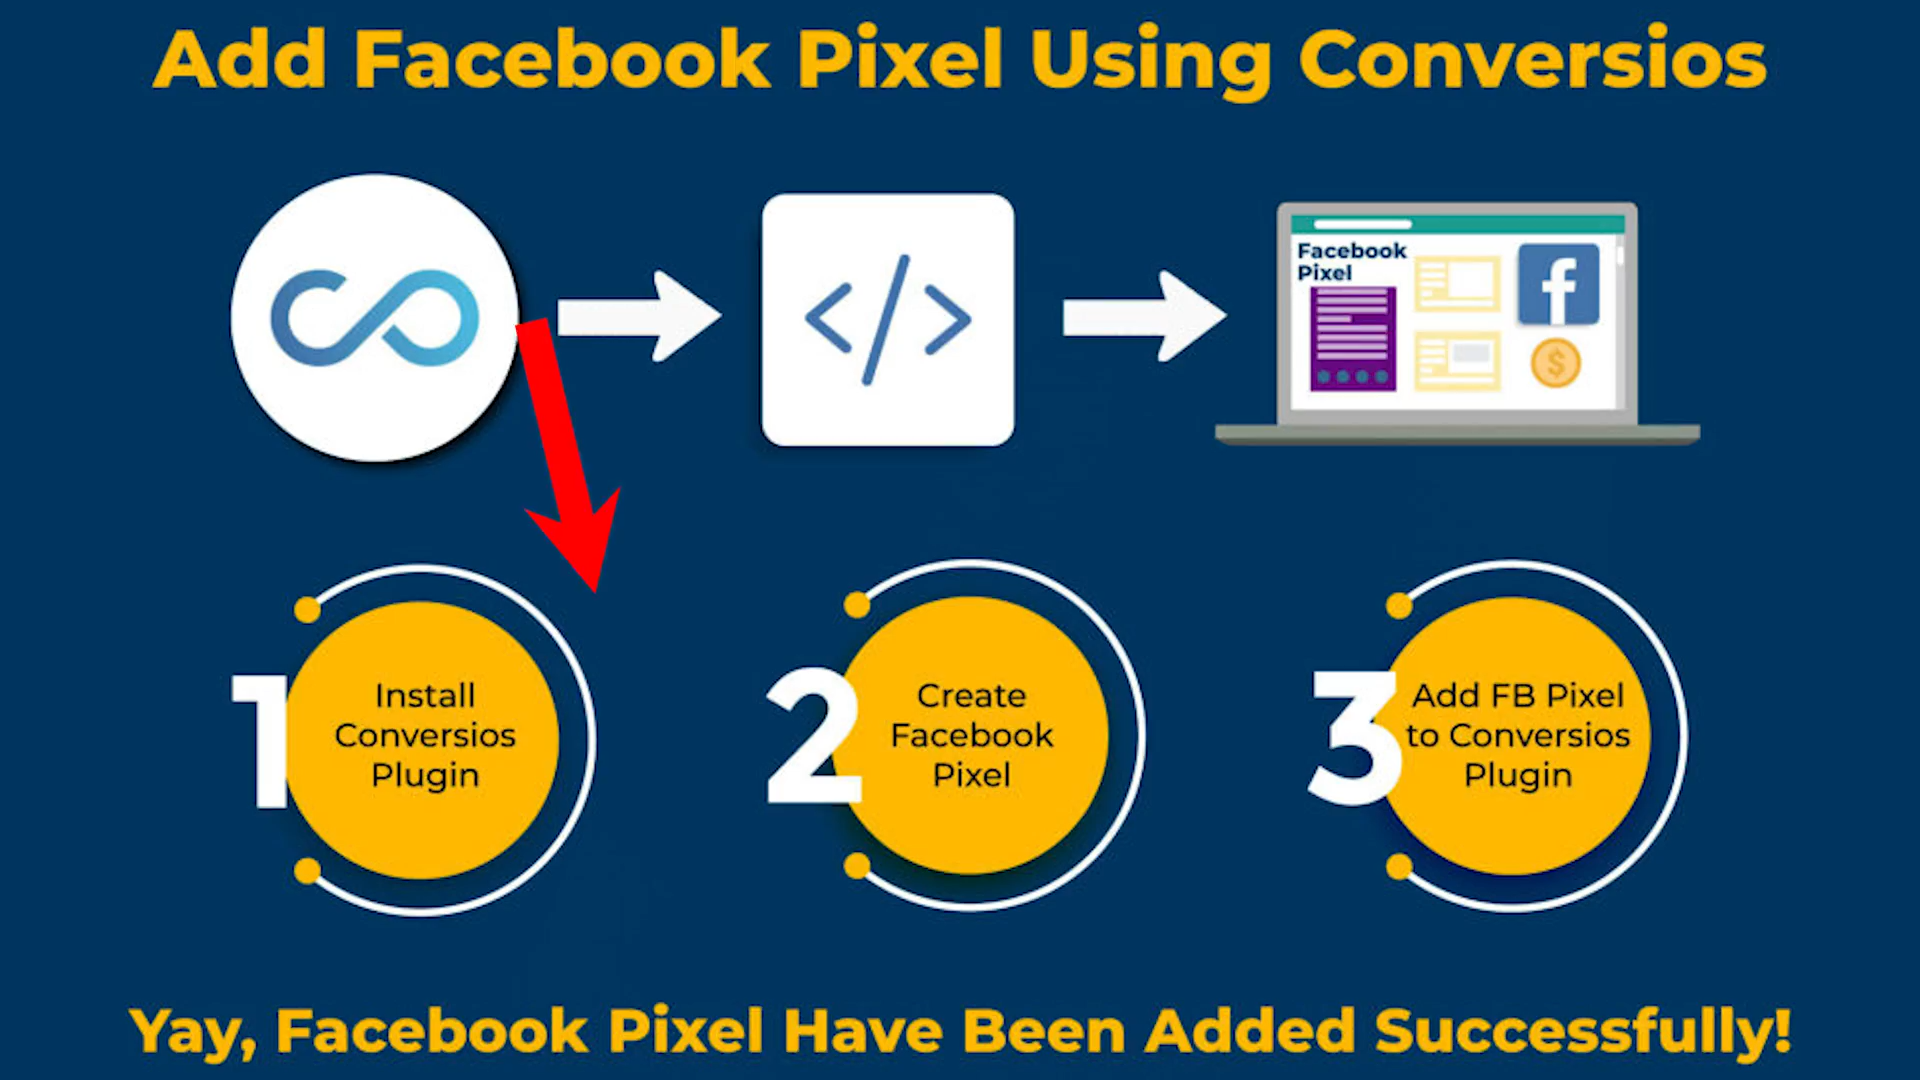 Add Facebook Pixel Using Conversios
</>
Facebook
Pixel
f
$
1
Install
Conversios
Plugin
2
Create
Facebook
Pixel
3
Add FB Pixel
to Conversios
Plugin
Yay, Facebook Pixel Have Been Added Successfully!